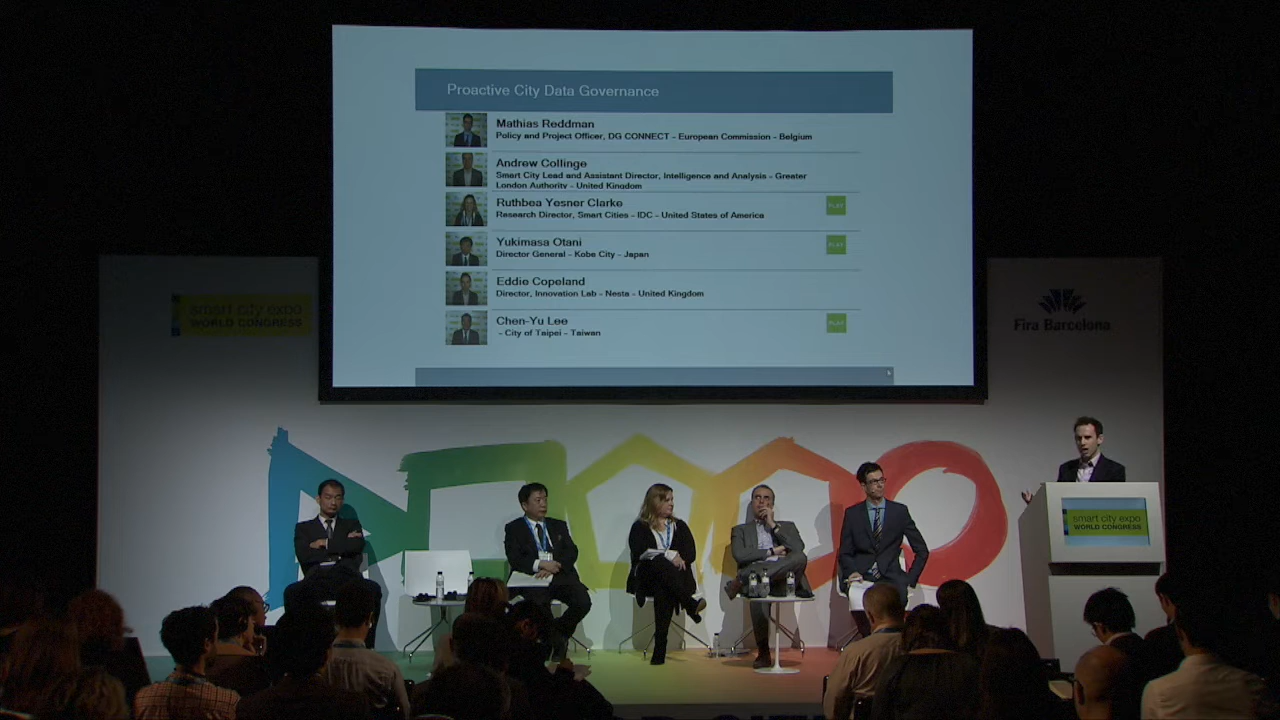 Proactive City Data Governance
Mathias Reddman
Policy and Project Officer, DG CONNECT - European Commission - Belgium
Andrew Collinge
Smart City Lead and Assistant Director, Intelligence and Analysis - Greater
London Authority - United Kingdom
Ruthbea Yesner Clarke
Research Director, Smart Cities - IDC - United States of America
PLAY
Yukimasa Otani
Director General - Kobe City - Japan
PLAY
Eddie Copeland
Director, Innovation Lab - Nesta - United Kingdom
Chen-Yu Lee
- City of Taipei - Taiwan
PLAY
smart city expo
WORLD CONGRESS
Fira Barcelona
smart city expo
WORLD CONGRESS